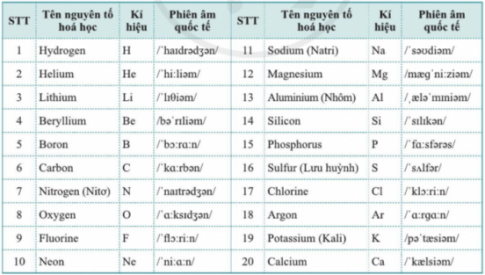 STT Tên nguyên tố hoá học Kí hiệu Phiên âm quốc tế STT Tên nguyên tố hoá học Kí hiệu Phiên âm quốc tế
1 Hydrogen H /ˈhaɪdrədʒən/ 11 Sodium (Natri) Na /ˈsəʊdiəm/
2 Helium He /ˈhiːliəm/ 12 Magnesium Mg /mæɡˈniːziəm/
3 Lithium Li /ˈlɪθiəm/ 13 Aluminium (Nhôm) Al /ˌæləˈmɪniəm/
4 Beryllium Be /bəˈrɪliəm/ 14 Silicon Si /ˈsɪlɪkən/
5 Boron B /ˈbɔːrɑːn/ 15 Phosphorus P /ˈfɑːsfərəs/
6 Carbon C /ˈkɑːrbən/ 16 Sulfur (Lưu huỳnh) S /ˈsʌlfər/
7 Nitrogen (Nitơ) N /ˈnaɪtrədʒən/ 17 Chlorine Cl /ˈklɔːriːn/
8 Oxygen O /ˈɑːksɪdʒən/ 18 Argon Ar /ˈɑːrɡɑːn/
9 Fluorine F /ˈflɔːriːn/ 19 Potassium (Kali) K /pəˈtæsiəm/
10 Neon Ne /ˈniːɑːn/ 20 Calcium Ca /ˈkælsiəm/